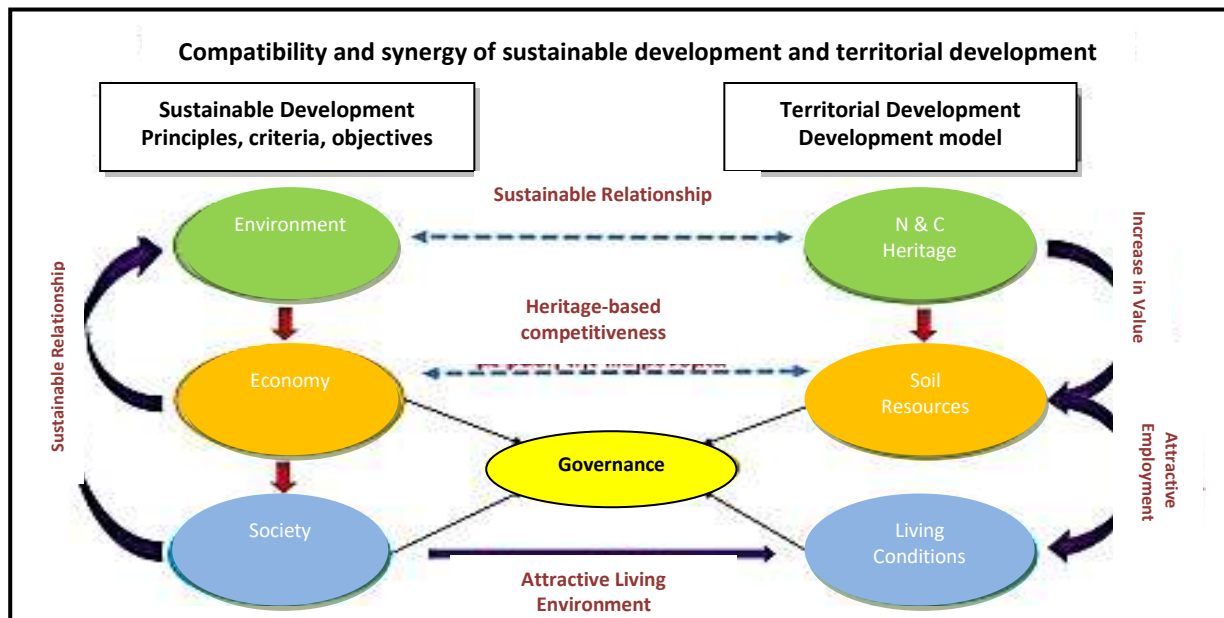 Compatibility and synergy of sustainable development and territorial development
Sustainable Development
Principles, criteria, objectives
Territorial Development
Development model
Sustainable Relationship
Environment
N & C
Heritage
Increase in Value
Sustainable Relationship
Heritage-based
competitiveness
Economy
Soil
Resources
Governance
Attractive
Employment
Society
Living
Conditions
Attractive Living
Environment